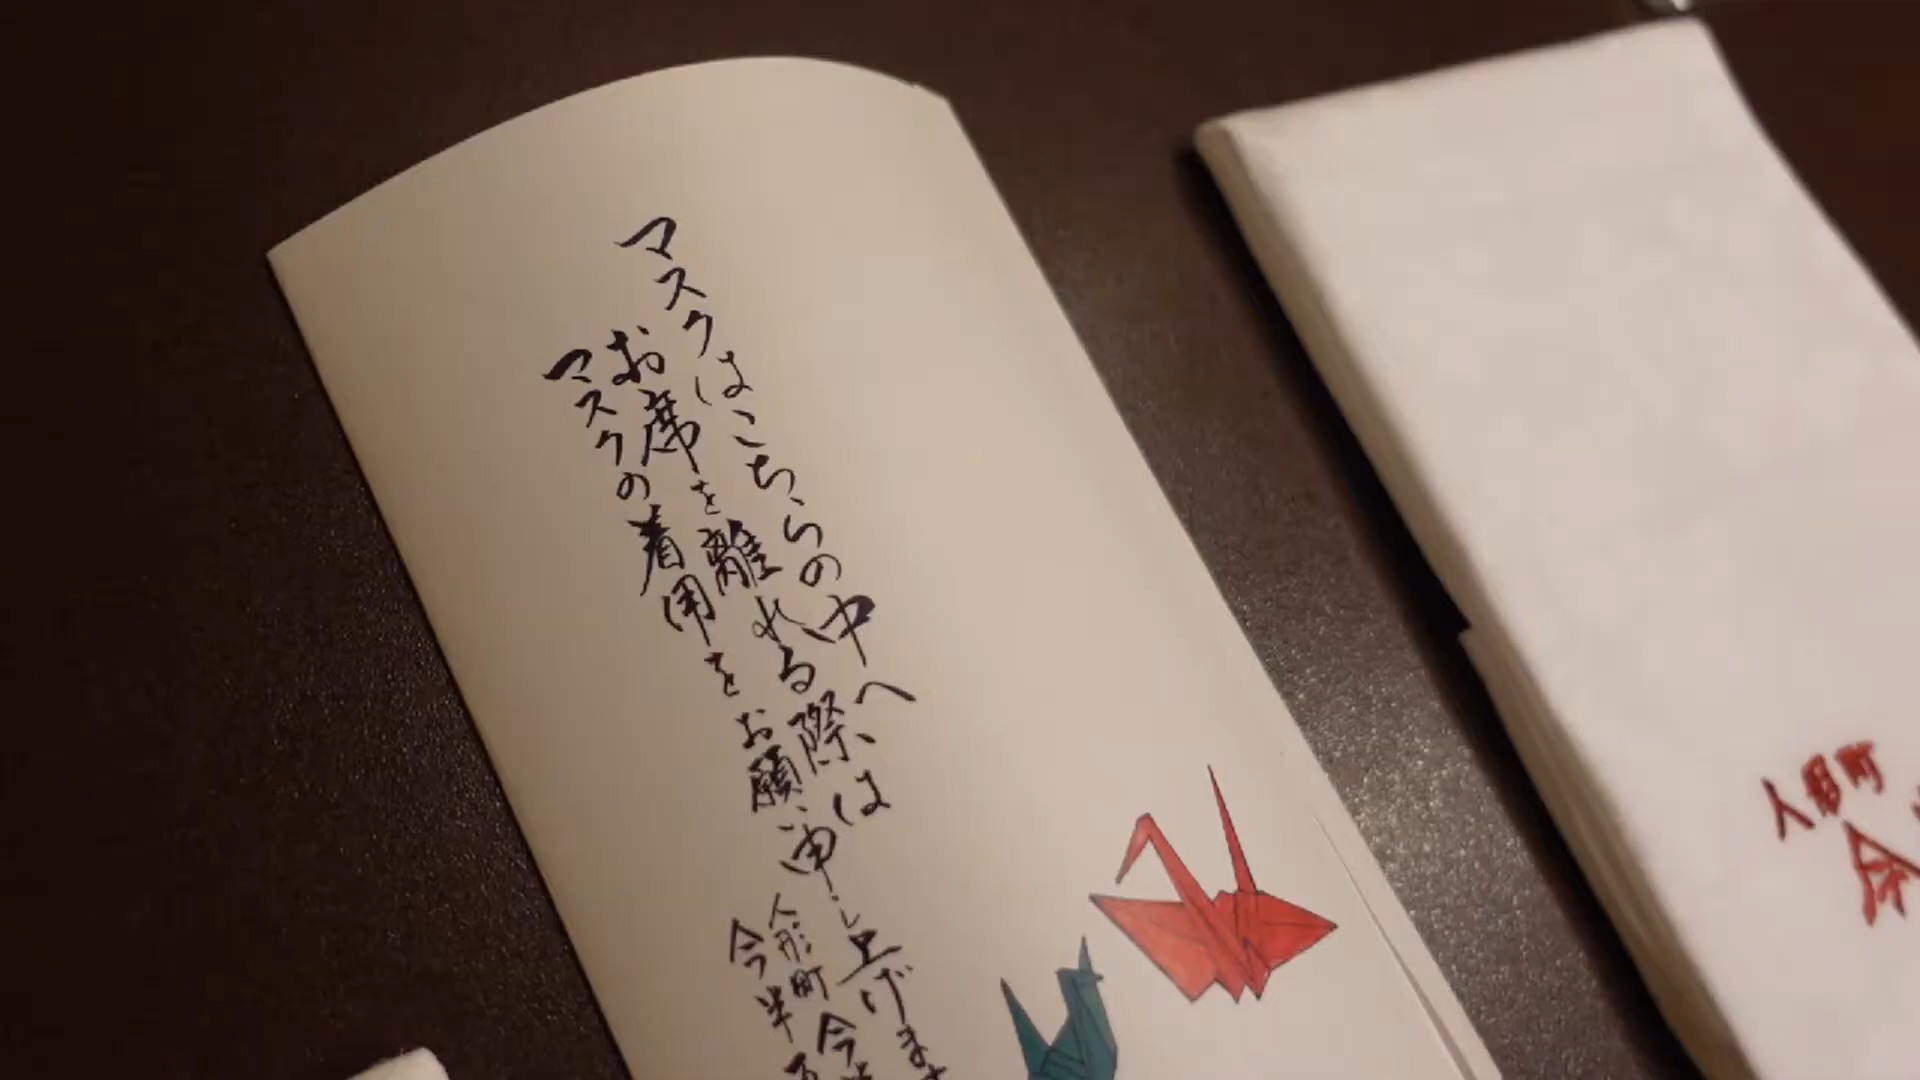 マスクはこちらの中へ
お席を離れる際は
マスクの着用をお願い申し上げます
人形町今半
今半
人形町
今